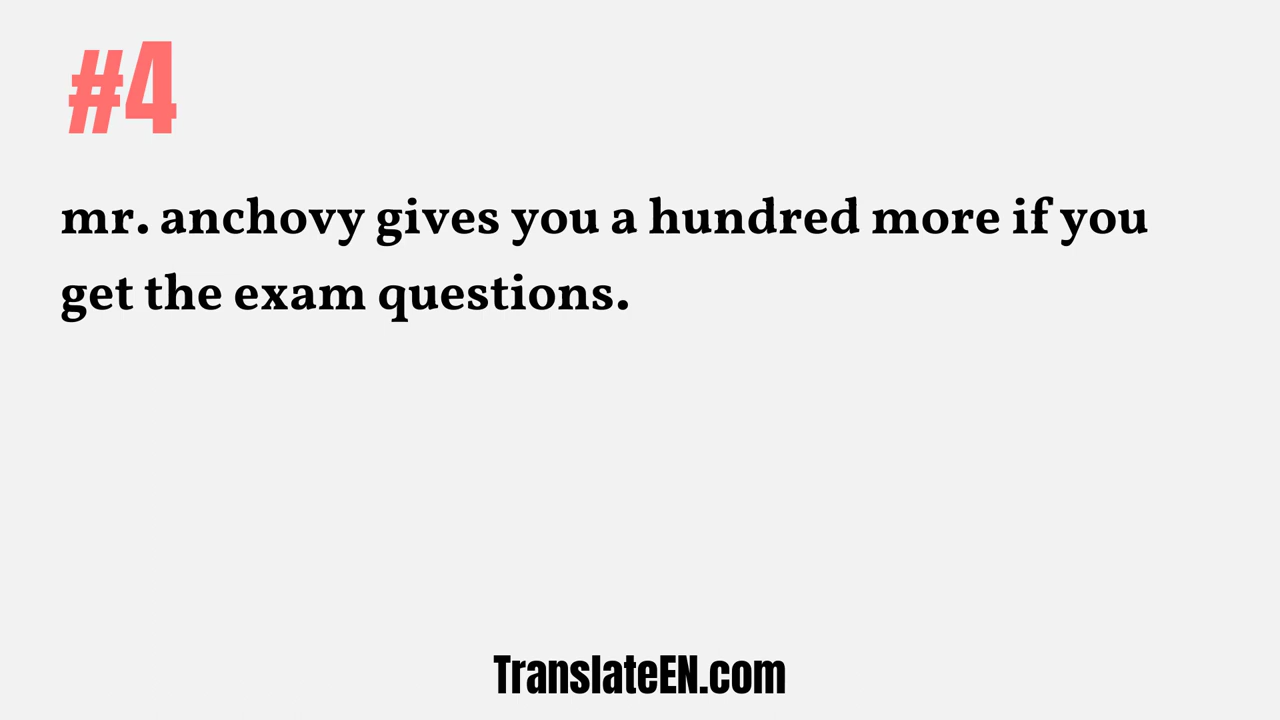 #4
mr. anchovy gives you a hundred more if you
get the exam questions.
TranslateEN.com